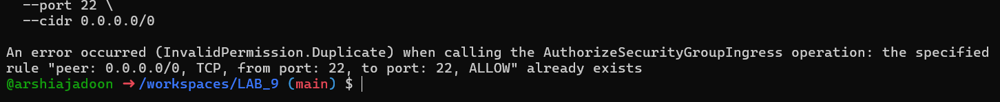 --port 22 \
--cidr 0.0.0.0/0
An error occurred (InvalidPermission.Duplicate) when calling the AuthorizeSecurityGroupIngress operation: the specified
rule "peer: 0.0.0.0/0, TCP, from port: 22, to port: 22, ALLOW" already exists
@arshiajadoon ➜ /workspaces/LAB_9 (main) $